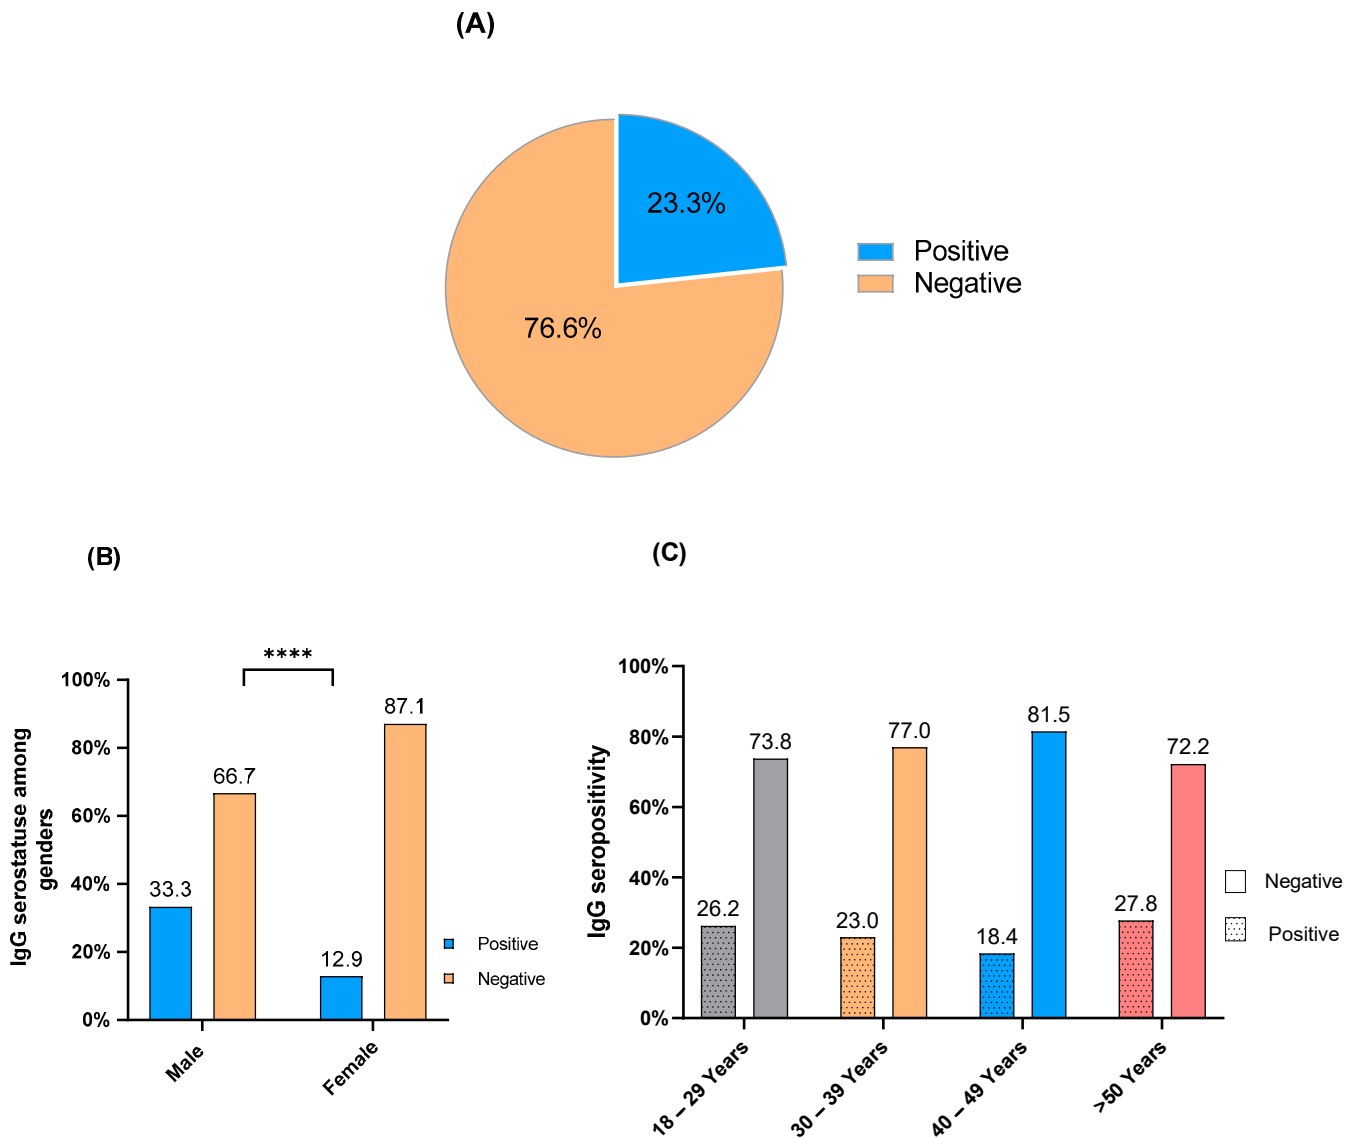 (A)
23.3%
76.6%
Positive
Negative
(B)
****
100%
80%
60%
40%
20%
0%
IgG serostatuse among
genders
33.3
66.7
12.9
87.1
Male
Female
Positive
Negative
(C)
100%
80%
60%
40%
20%
0%
IgG seropositivity
26.2
73.8
23.0
77.0
18.4
81.5
27.8
72.2
18 – 29 Years
30 – 39 Years
40 – 49 Years
>50 Years
Negative
Positive